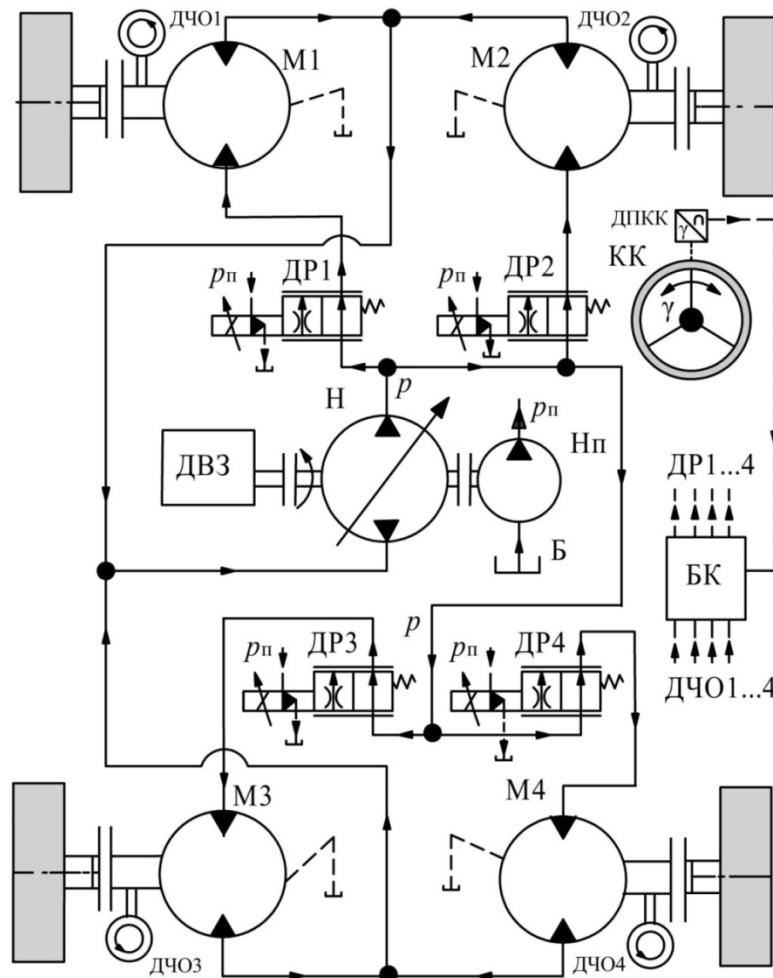 ДЧО1
ДЧО2
М1
М2
ДПКК
γ
КК
γ
pп
ДР1
pп
ДР2
Н
p
pп
Нп
ДВЗ
Б
ДР1...4
БК
ДЧО1...4
p
pп
ДР3
pп
ДР4
М3
М4
ДЧО3
ДЧО4